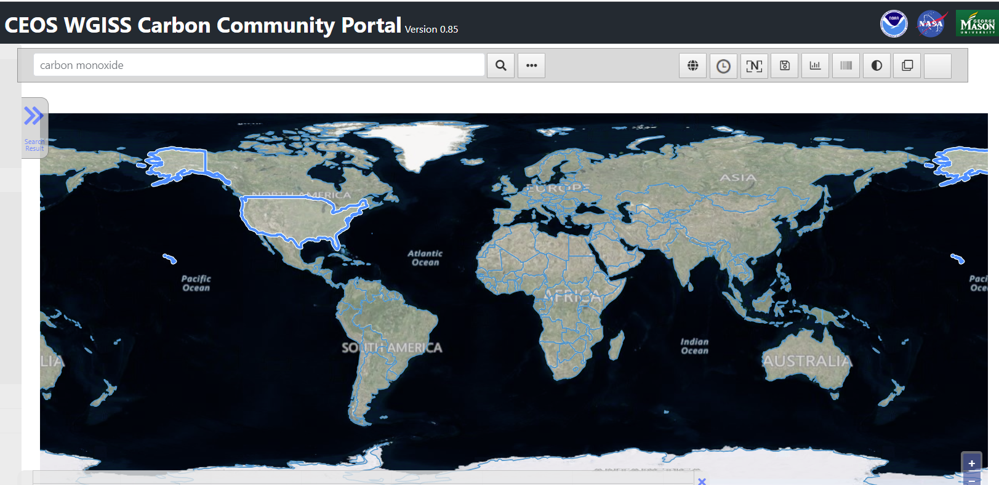 CEOS WGISS Carbon Community Portal Version 0.85
NOAA
NASA
GEORGE
MASON
UNIVERSITY
carbon monoxide
N
Search
Result
NORTH AMERICA
EUROPE
ASIA
Atlantic
Ocean
Pacific
Ocean
Paci
Oce
AFRICA
SOUTH AMERICA
Indian
Ocean
LIA
AUSTRALIA
+
−